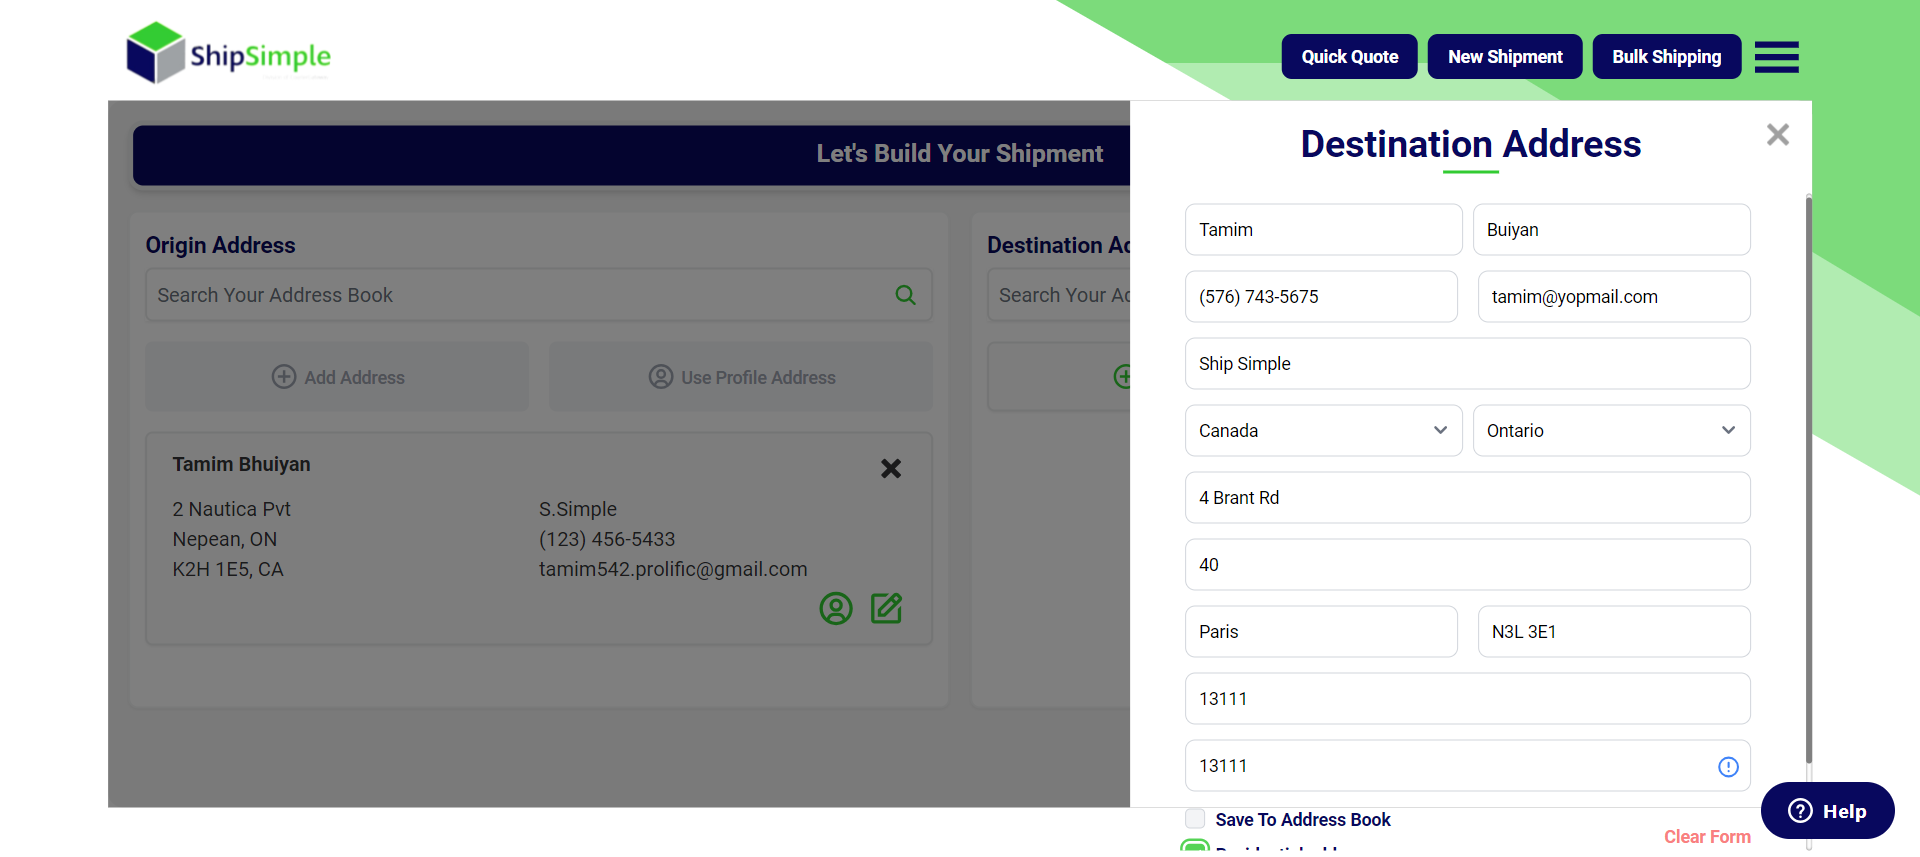 ShipSimple
Quick Quote
New Shipment
Bulk Shipping
Let's Build Your Shipment
Origin Address
Search Your Address Book
Add Address
Use Profile Address
Tamim Bhuiyan
2 Nautica Pvt
Nepean, ON
K2H 1E5, CA
S.Simple
(123) 456-5433
tamim542.prolific@gmail.com
Destination
Search Your
Destination Address
Tamim
Buiyan
(576) 743-5675
tamim@yopmail.com
Ship Simple
Canada
Ontario
4 Brant Rd
40
Paris
N3L 3E1
13111
13111
Save To Address Book
Clear Form
Help